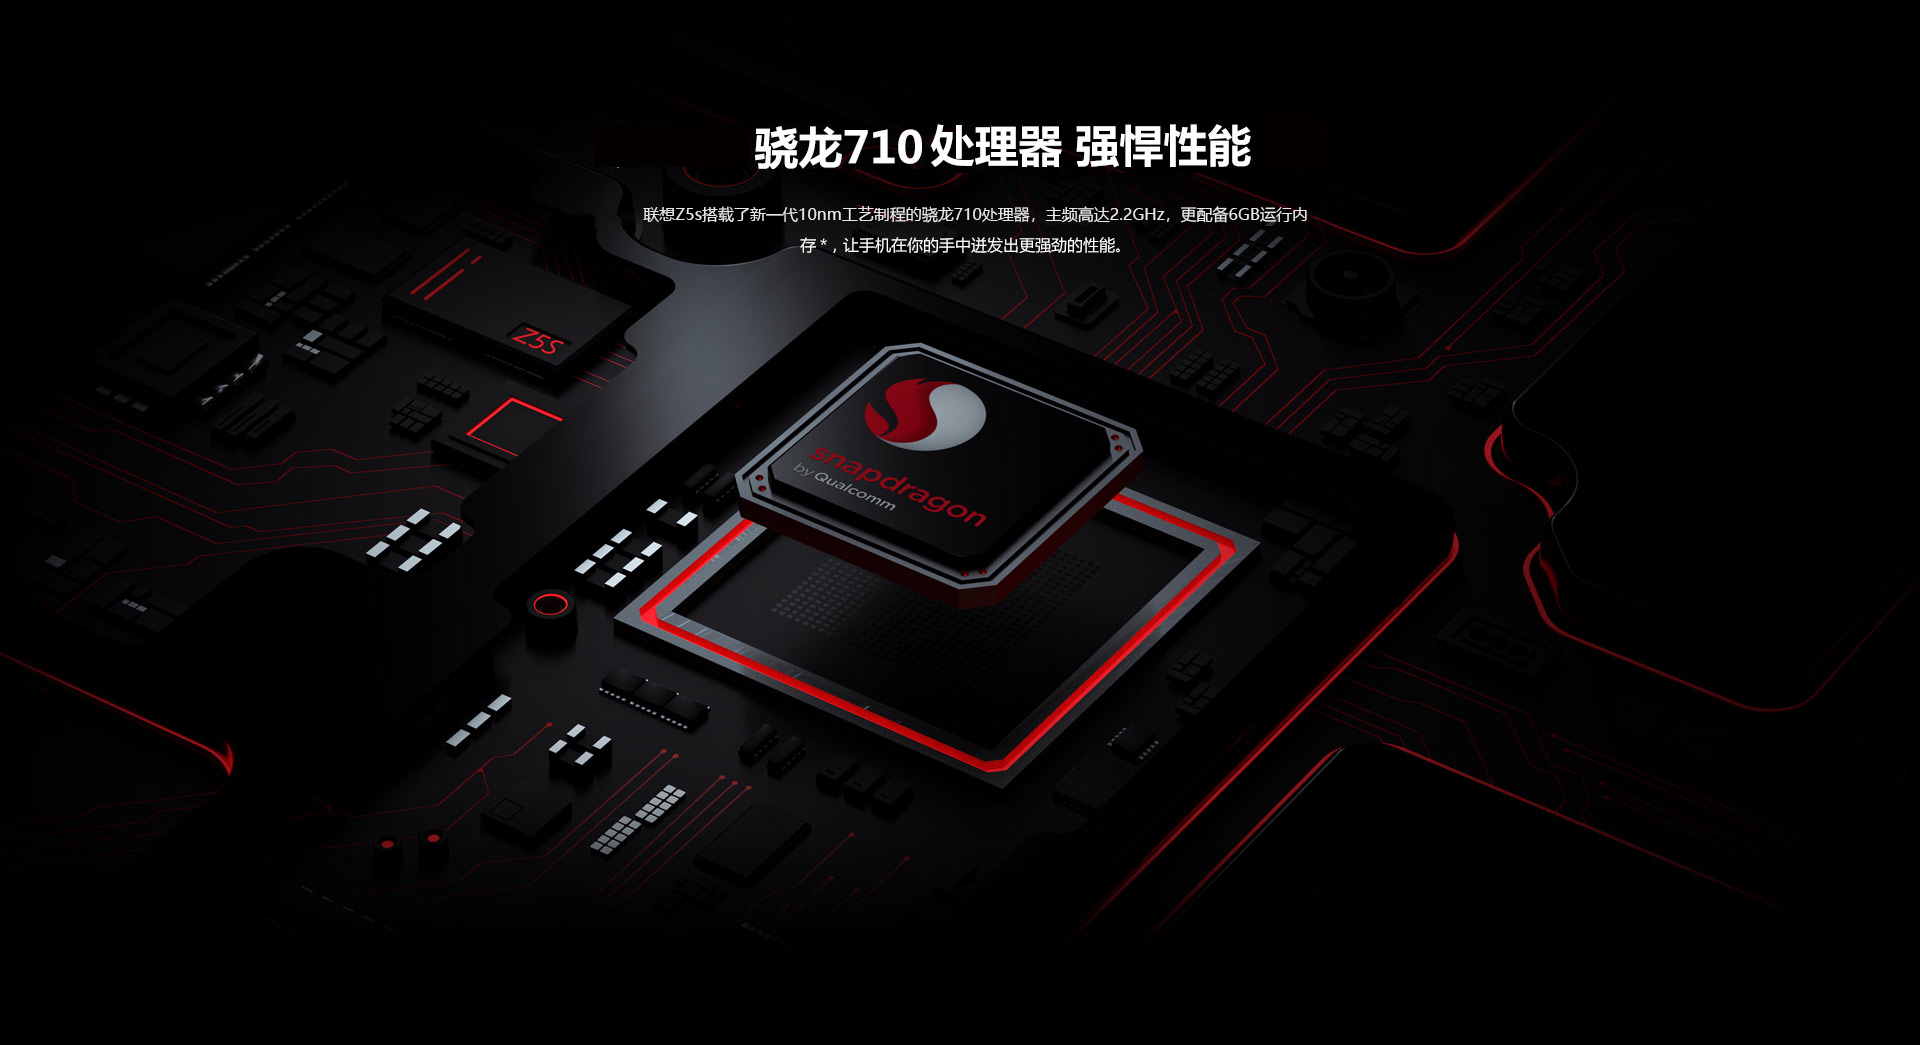 骁龙710 处理器 强悍性能
联想Z5s搭载了新一代10nm工艺制程的骁龙710处理器，主频高达2.2GHz，更配备6GB运行内
存 * ，让手机在你的手中迸发出更强劲的性能。
Z5S
snapdragon
by Qualcomm